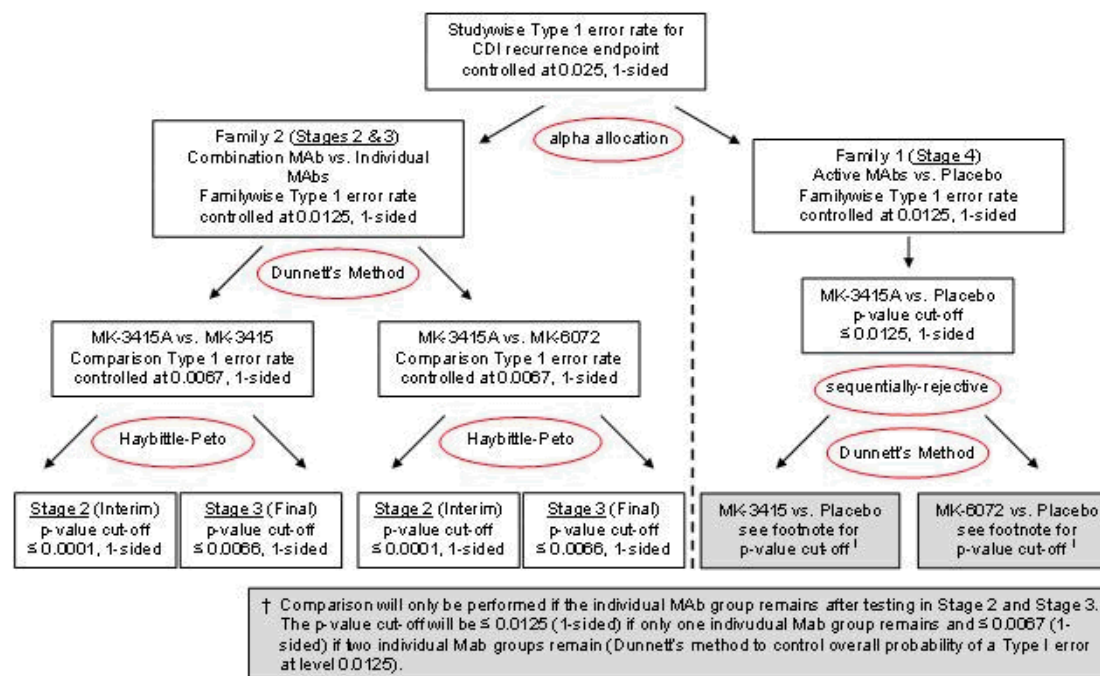 Studywise Type 1 error rate for
CDI recurrence endpoint
controlled at 0.025, 1-sided
alpha allocation
Family 2 (Stages 2 & 3)
Combination MAb vs. Individual
MAbs
Familywise Type 1 error rate
controlled at 0.0125, 1-sided
Family 1 (Stage 4)
Active MAbs vs. Placebo
Familywise Type 1 error rate
controlled at 0.0125, 1-sided
Dunnett's Method
MK-3415A vs. MK-3415
Comparison Type 1 error rate
controlled at 0.0067, 1-sided
MK-3415A vs. MK-6072
Comparison Type 1 error rate
controlled at 0.0067, 1-sided
MK-3415A vs. Placebo
p-value cut-off
≤ 0.0125, 1-sided
sequentially-rejective
Haybittle-Peto
Haybittle-Peto
Dunnett's Method
Stage 2 (Interim)
p-value cut-off
≤ 0.0001, 1-sided
Stage 3 (Final)
p-value cut-off
≤ 0.0066, 1-sided
Stage 2 (Interim)
p-value cut-off
≤ 0.0001, 1-sided
Stage 3 (Final)
p-value cut-off
≤ 0.0066, 1-sided
MK-3415 vs. Placebo
see footnote for
p-value cut-off †
MK-6072 vs. Placebo
see footnote for
p-value cut-off †
† Comparison will only be performed if the individual MAb group remains after testing in Stage 2 and Stage 3.
The p-value cut-off will be ≤ 0.0125 (1-sided) if only one indivudual Mab group remains and ≤ 0.0067 (1-
sided) if two individual Mab groups remain (Dunnett's method to control overall probability of a Type I error
at level 0.0125).